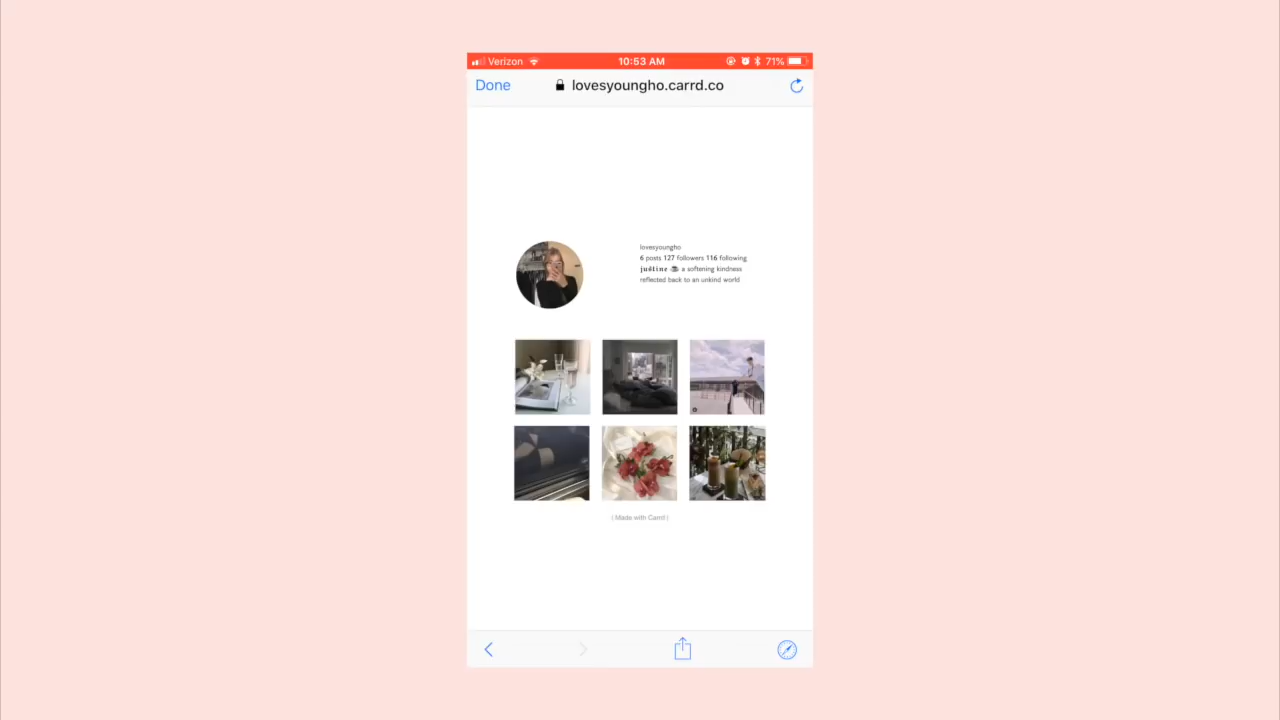 Verizon 10:53 AM 71%
Done lovesyoungho.carrd.co
lovesyoungho
6 posts 127 followers 116 following
justine ☕ a softening kindness
reflected back to an unkind world
( Made with Carrd )